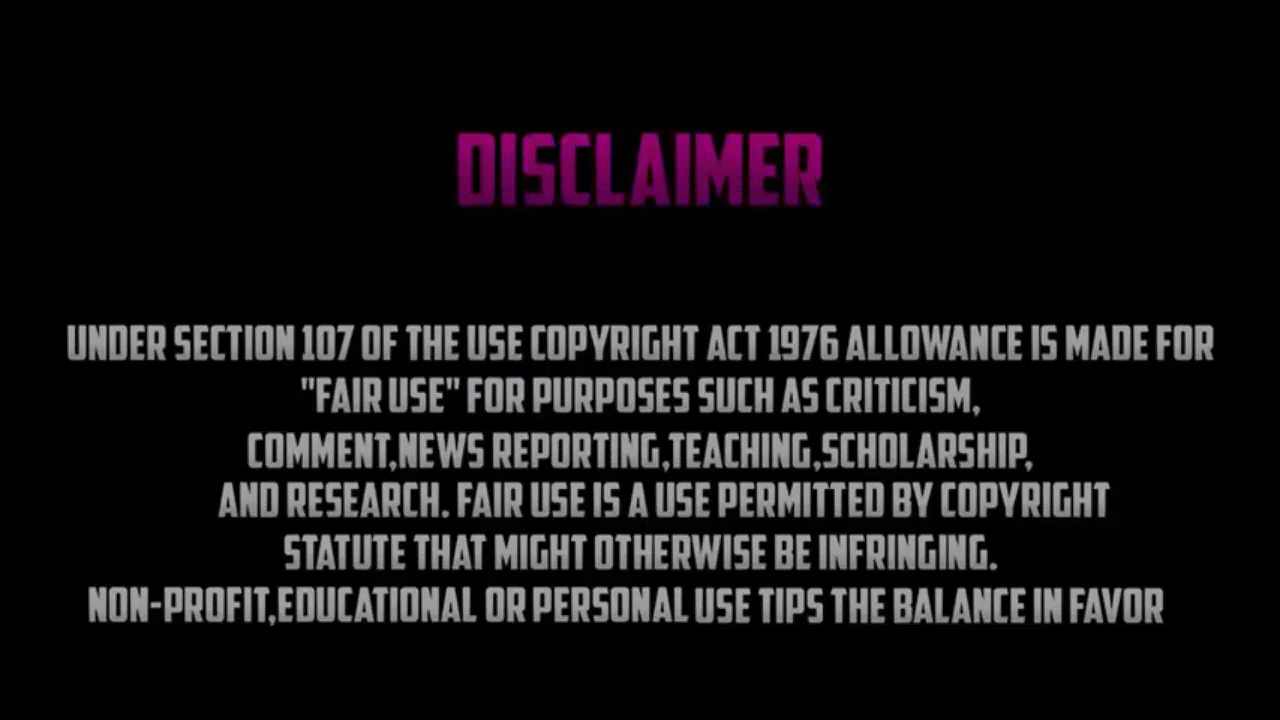 DISCLAIMER
UNDER SECTION 107 OF THE USE COPYRIGHT ACT 1976 ALLOWANCE IS MADE FOR
"FAIR USE" FOR PURPOSES SUCH AS CRITICISM,
COMMENT,NEWS REPORTING,TEACHING,SCHOLARSHIP,
AND RESEARCH. FAIR USE IS A USE PERMITTED BY COPYRIGHT
STATUTE THAT MIGHT OTHERWISE BE INFRINGING.
NON-PROFIT,EDUCATIONAL OR PERSONAL USE TIPS THE BALANCE IN FAVOR